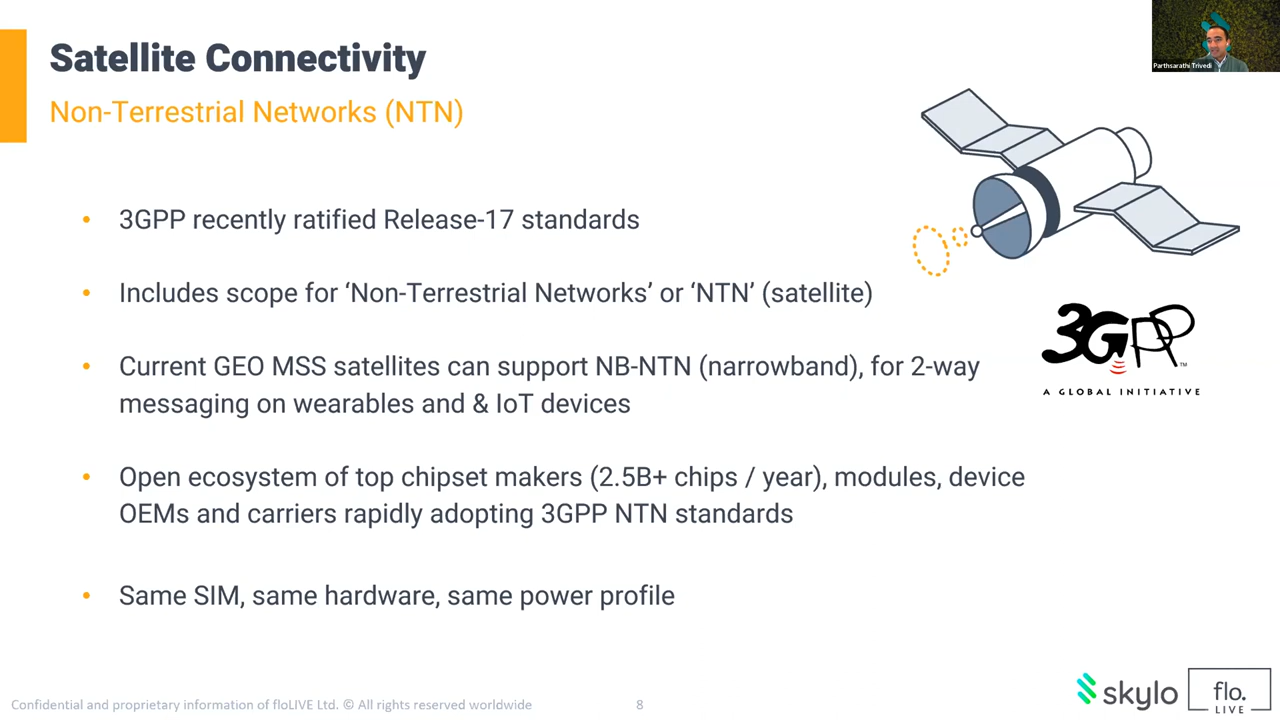 Satellite Connectivity
Non-Terrestrial Networks (NTN)
Parthsarathi Trivedi
• 3GPP recently ratified Release-17 standards
• Includes scope for ‘Non-Terrestrial Networks’ or ‘NTN’ (satellite)
• Current GEO MSS satellites can support NB-NTN (narrowband), for 2-way
messaging on wearables and & IoT devices
3GPP™
A GLOBAL INITIATIVE
• Open ecosystem of top chipset makers (2.5B+ chips / year), modules, device
OEMs and carriers rapidly adopting 3GPP NTN standards
• Same SIM, same hardware, same power profile
Confidential and proprietary information of floLIVE Ltd. © All rights reserved worldwide
8
skylo
flo.
LIVE